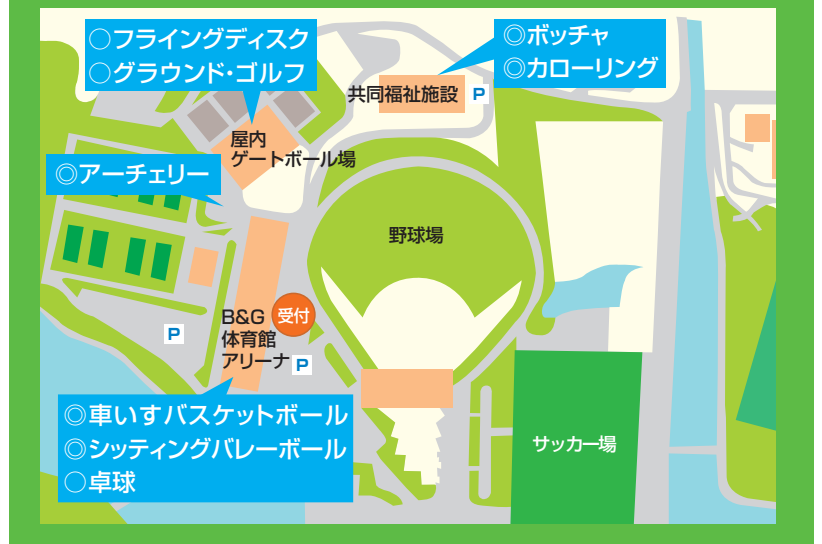 ○フライングディスク
○グラウンド・ゴルフ
◎ボッチャ
◎カローリング
共同福祉施設 P
屋内
ゲートボール場
◎アーチェリー
野球場
受付
B&G
体育館
アリーナ P
P
◎車いすバスケットボール
◎シッティングバレーボール
○卓球
サッカー場